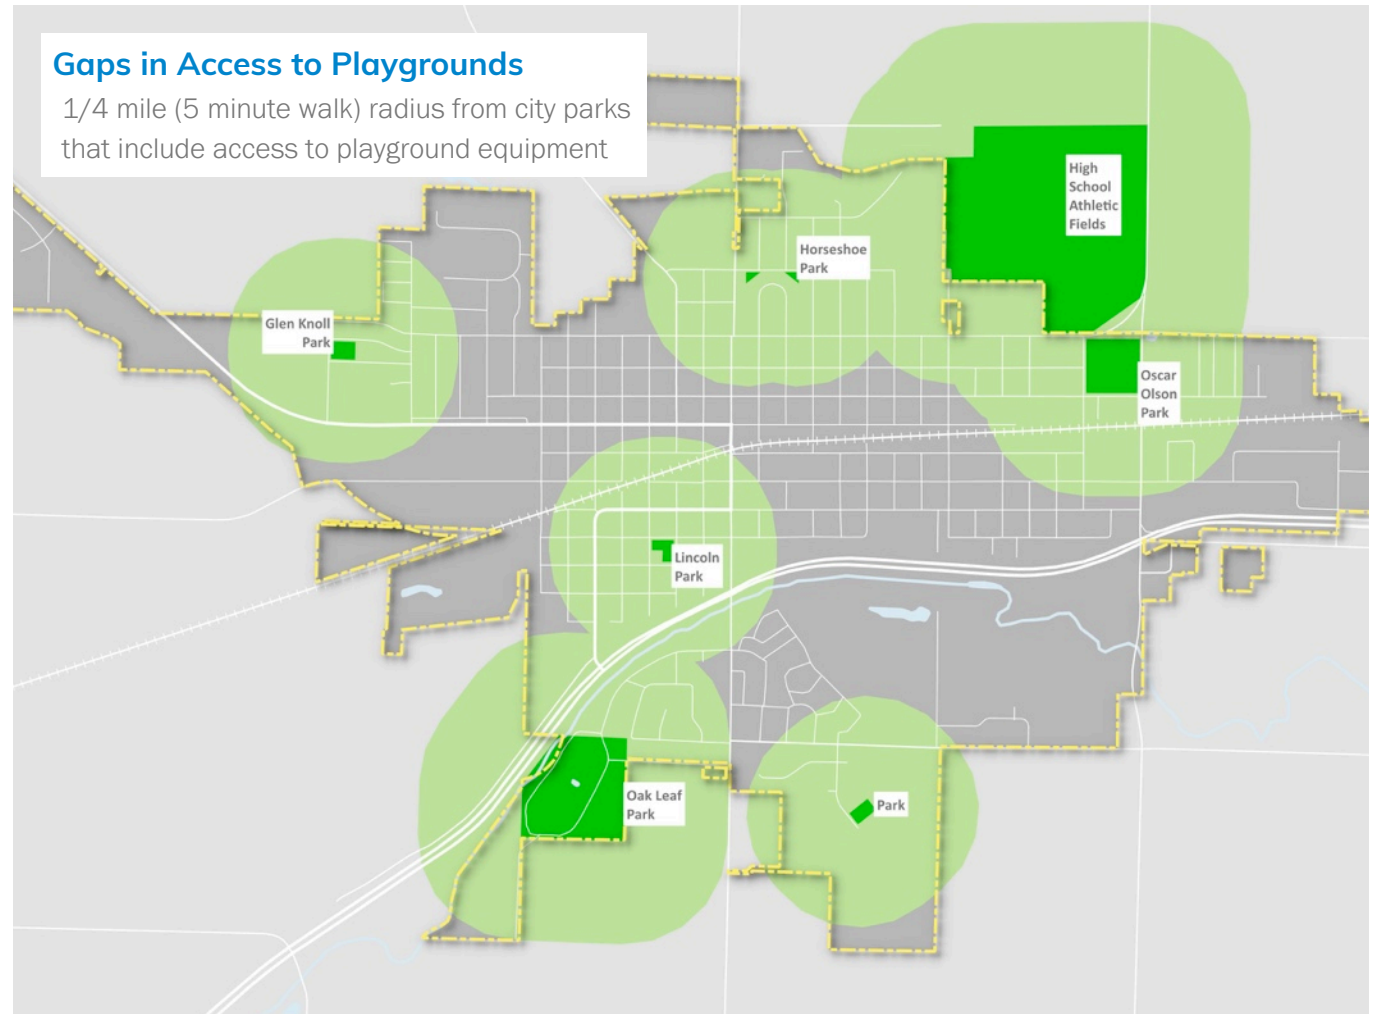 Gaps in Access to Playgrounds
1/4 mile (5 minute walk) radius from city parks
that include access to playground equipment
High
School
Athletic
Fields
Horseshoe
Park
Glen Knoll
Park
Oscar
Olson
Park
Lincoln
Park
Oak Leaf
Park
Park